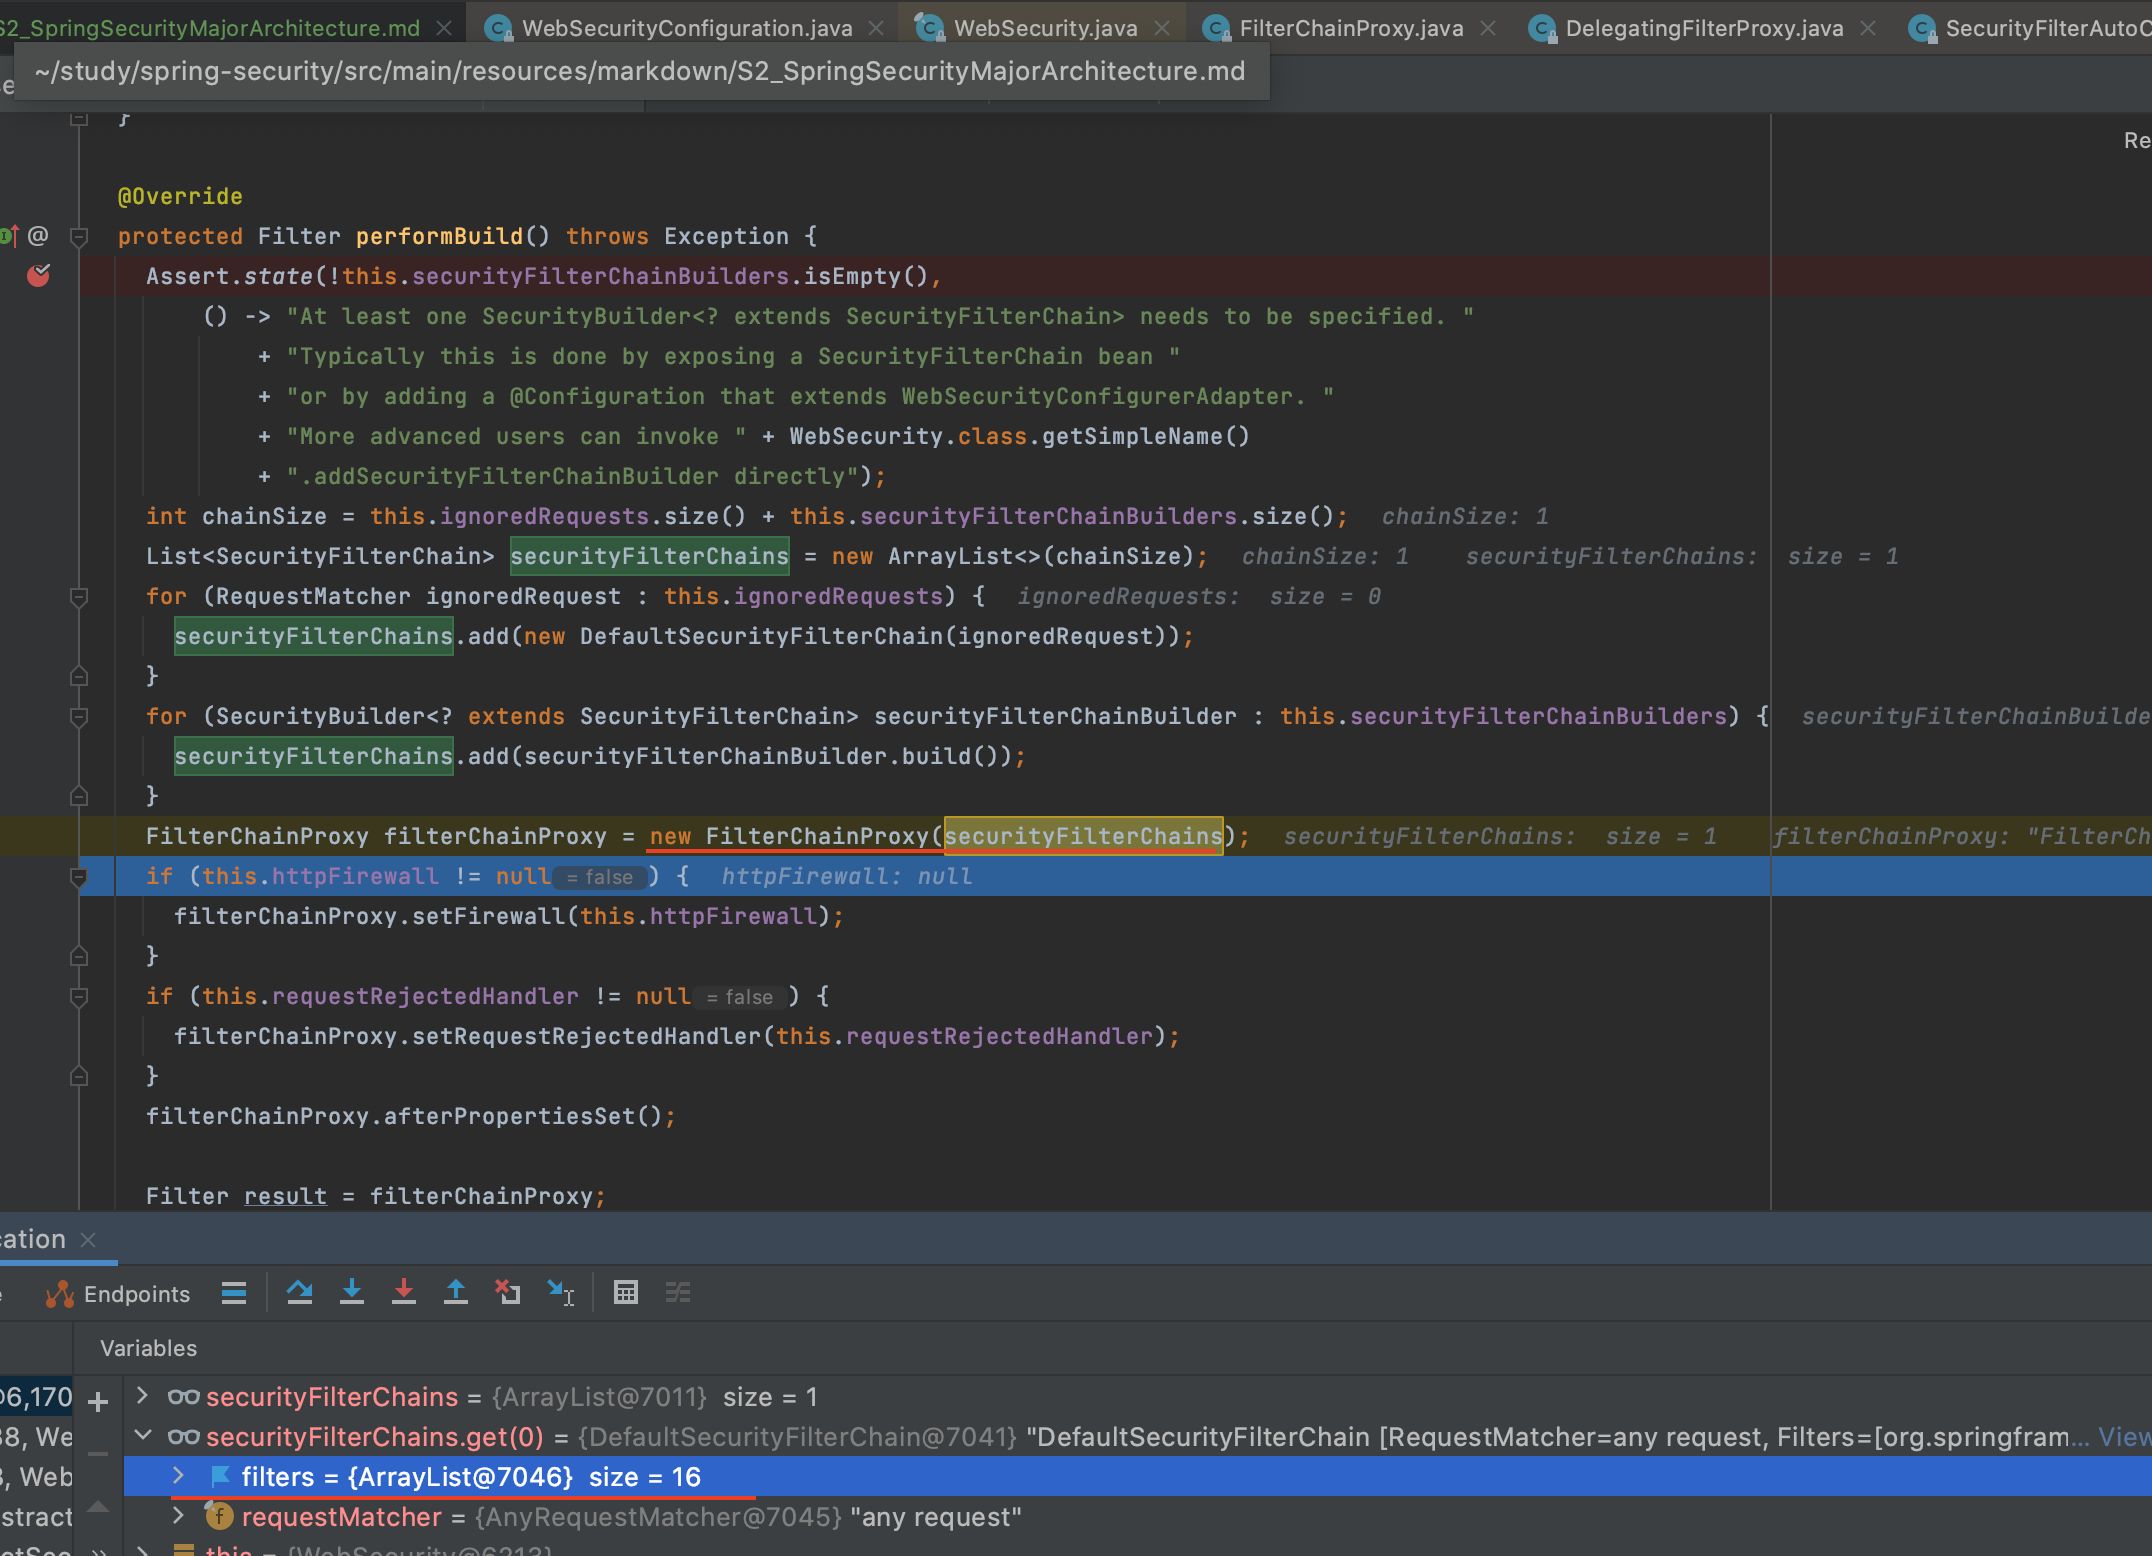 S2_SpringSecurityMajorArchitecture.md WebSecurityConfiguration.java WebSecurity.java FilterChainProxy.java DelegatingFilterProxy.java SecurityFilterAutoC
~/study/spring-security/src/main/resources/markdown/S2_SpringSecurityMajorArchitecture.md
}
Re
@Override
protected Filter performBuild() throws Exception {
Assert.state(!this.securityFilterChainBuilders.isEmpty(),
() -> "At least one SecurityBuilder<? extends SecurityFilterChain> needs to be specified. "
+ "Typically this is done by exposing a SecurityFilterChain bean "
+ "or by adding a @Configuration that extends WebSecurityConfigurerAdapter. "
+ "More advanced users can invoke " + WebSecurity.class.getSimpleName()
+ ".addSecurityFilterChainBuilder directly");
int chainSize = this.ignoredRequests.size() + this.securityFilterChainBuilders.size(); chainSize: 1
List<SecurityFilterChain> securityFilterChains = new ArrayList<>(chainSize); chainSize: 1 securityFilterChains: size = 1
for (RequestMatcher ignoredRequest : this.ignoredRequests) { ignoredRequests: size = 0
securityFilterChains.add(new DefaultSecurityFilterChain(ignoredRequest));
}
for (SecurityBuilder<? extends SecurityFilterChain> securityFilterChainBuilder : this.securityFilterChainBuilders) { securityFilterChainBuilde
securityFilterChains.add(securityFilterChainBuilder.build());
}
FilterChainProxy filterChainProxy = new FilterChainProxy(securityFilterChains); securityFilterChains: size = 1 filterChainProxy: "FilterCh
if (this.httpFirewall != null = false ) { httpFirewall: null
filterChainProxy.setFirewall(this.httpFirewall);
}
if (this.requestRejectedHandler != null = false ) {
filterChainProxy.setRequestRejectedHandler(this.requestRejectedHandler);
}
filterChainProxy.afterPropertiesSet();
Filter result = filterChainProxy;
cation
Endpoints
Variables
@6,170 securityFilterChains = {ArrayList@7011} size = 1
38, We securityFilterChains.get(0) = {DefaultSecurityFilterChain@7041} "DefaultSecurityFilterChain [RequestMatcher=any request, Filters=[org.springfram... View
3, Web filters = {ArrayList@7046} size = 16
stract requestMatcher = {AnyRequestMatcher@7045} "any request"
ctSec this = {WebSecurity@6213}